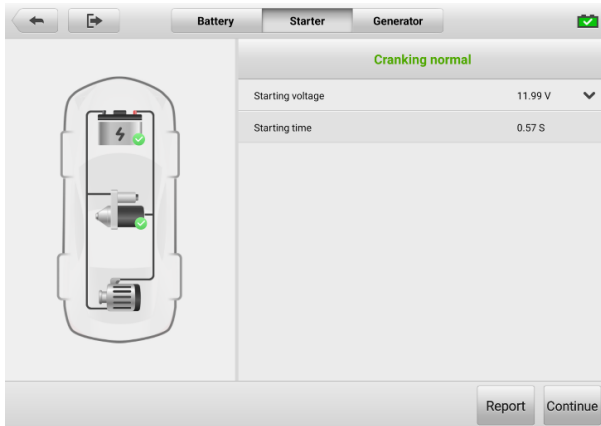 Battery Starter Generator
Cranking normal
Starting voltage 11.99 V
Starting time 0.57 S
Report Continue